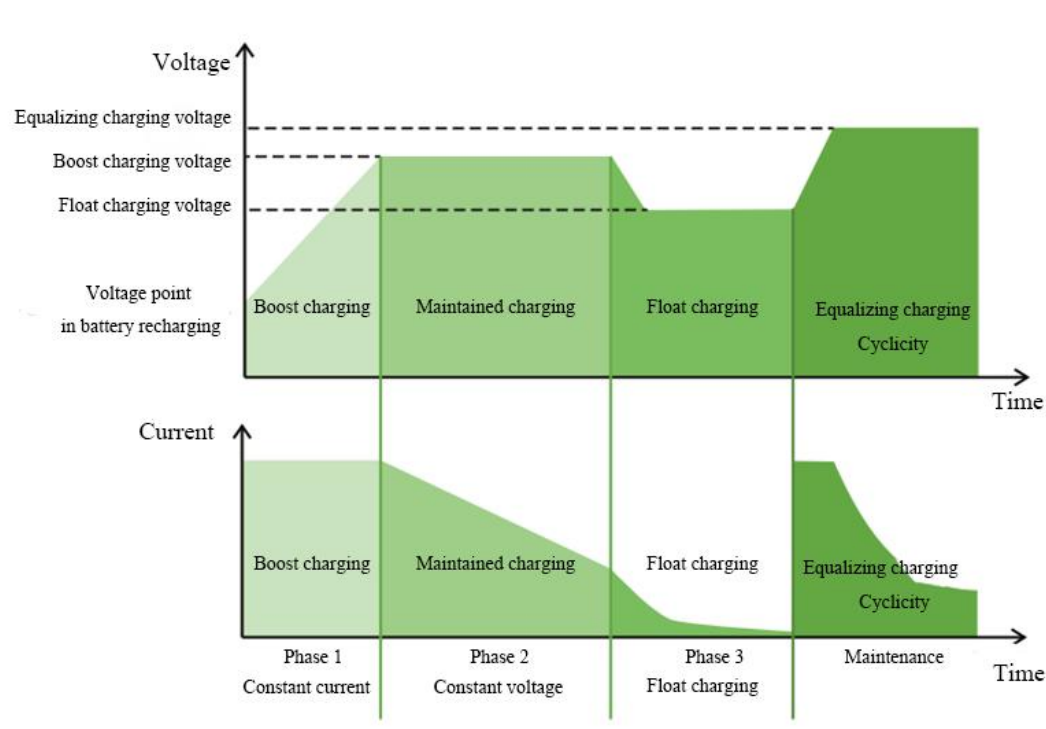 Voltage
Equalizing charging voltage
Boost charging voltage
Float charging voltage
Voltage point
in battery recharging
Boost charging
Maintained charging
Float charging
Equalizing charging
Cyclicity
Time
Current
Boost charging
Maintained charging
Float charging
Equalizing charging
Cyclicity
Phase 1
Constant current
Phase 2
Constant voltage
Phase 3
Float charging
Maintenance
Time